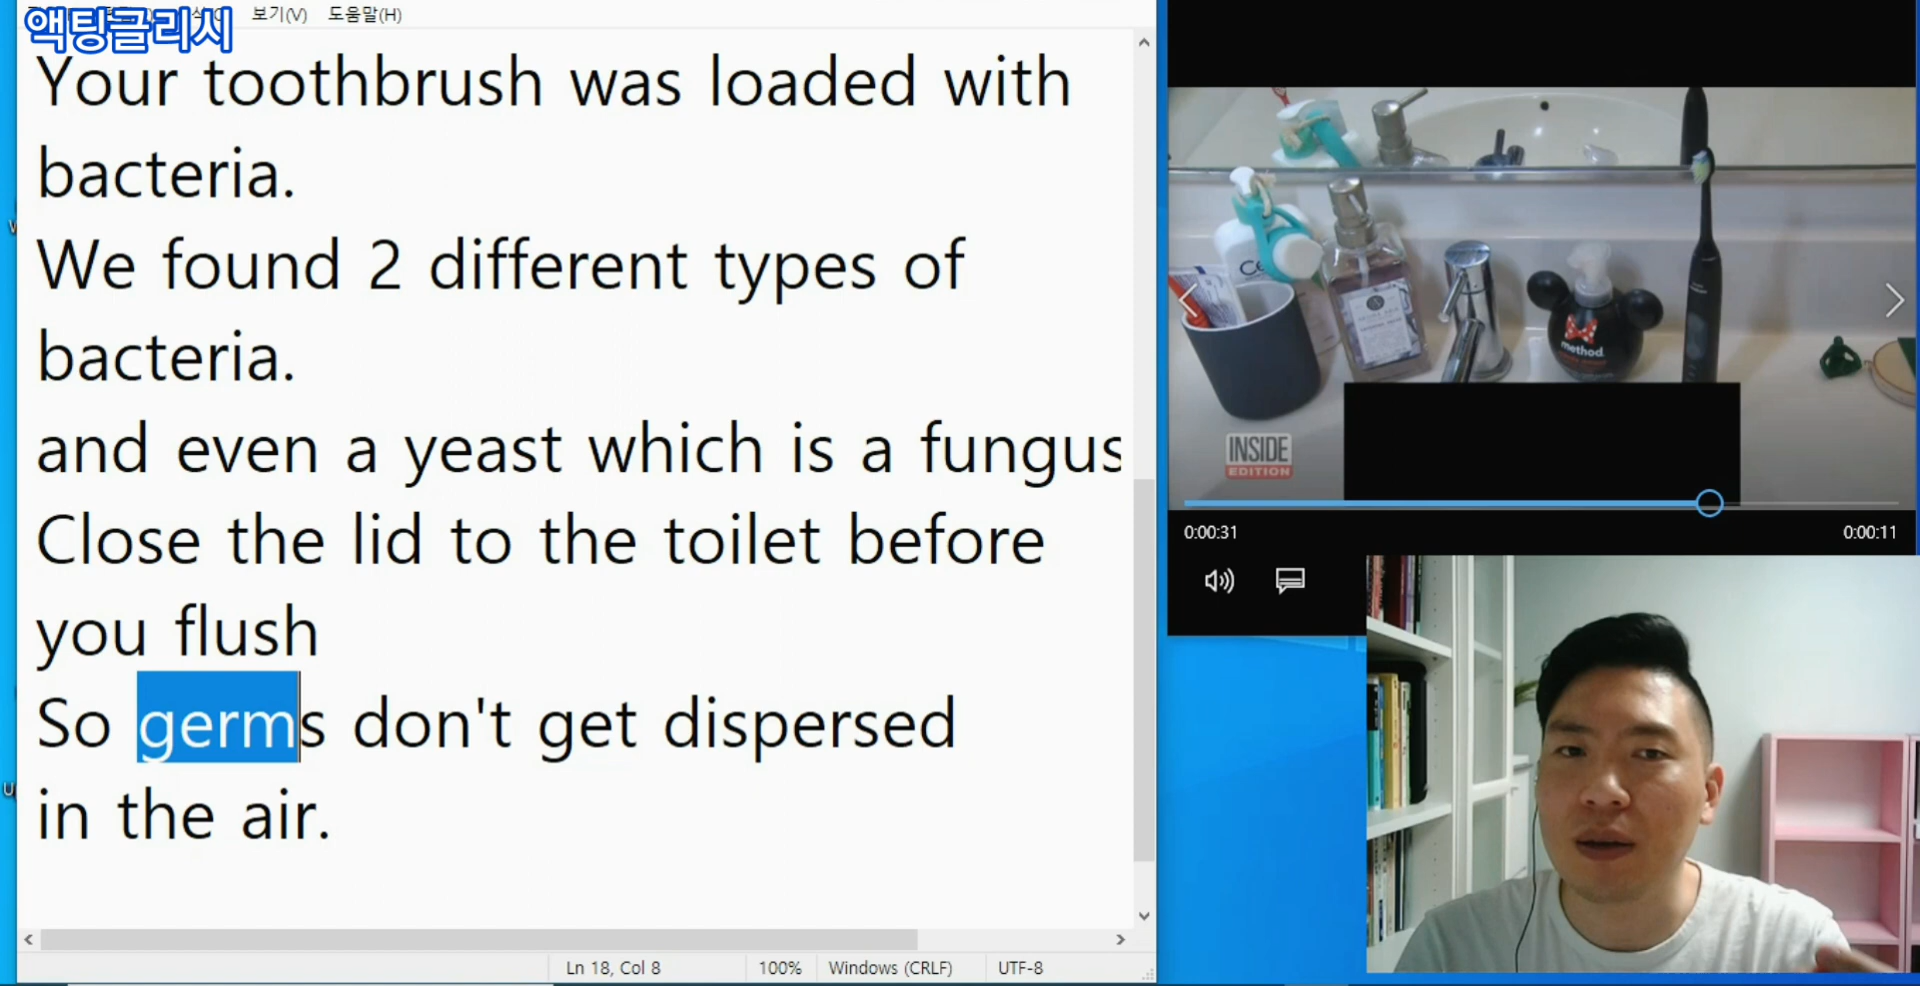 액팅글리시
보기(V) 도움말(H)
Your toothbrush was loaded with
bacteria.
We found 2 different types of
bacteria.
and even a yeast which is a fungus
Close the lid to the toilet before
you flush
So germs don't get dispersed
in the air.
Ln 18, Col 8 100% Windows (CRLF) UTF-8
method
INSIDE
EDITION
0:00:31 0:00:11